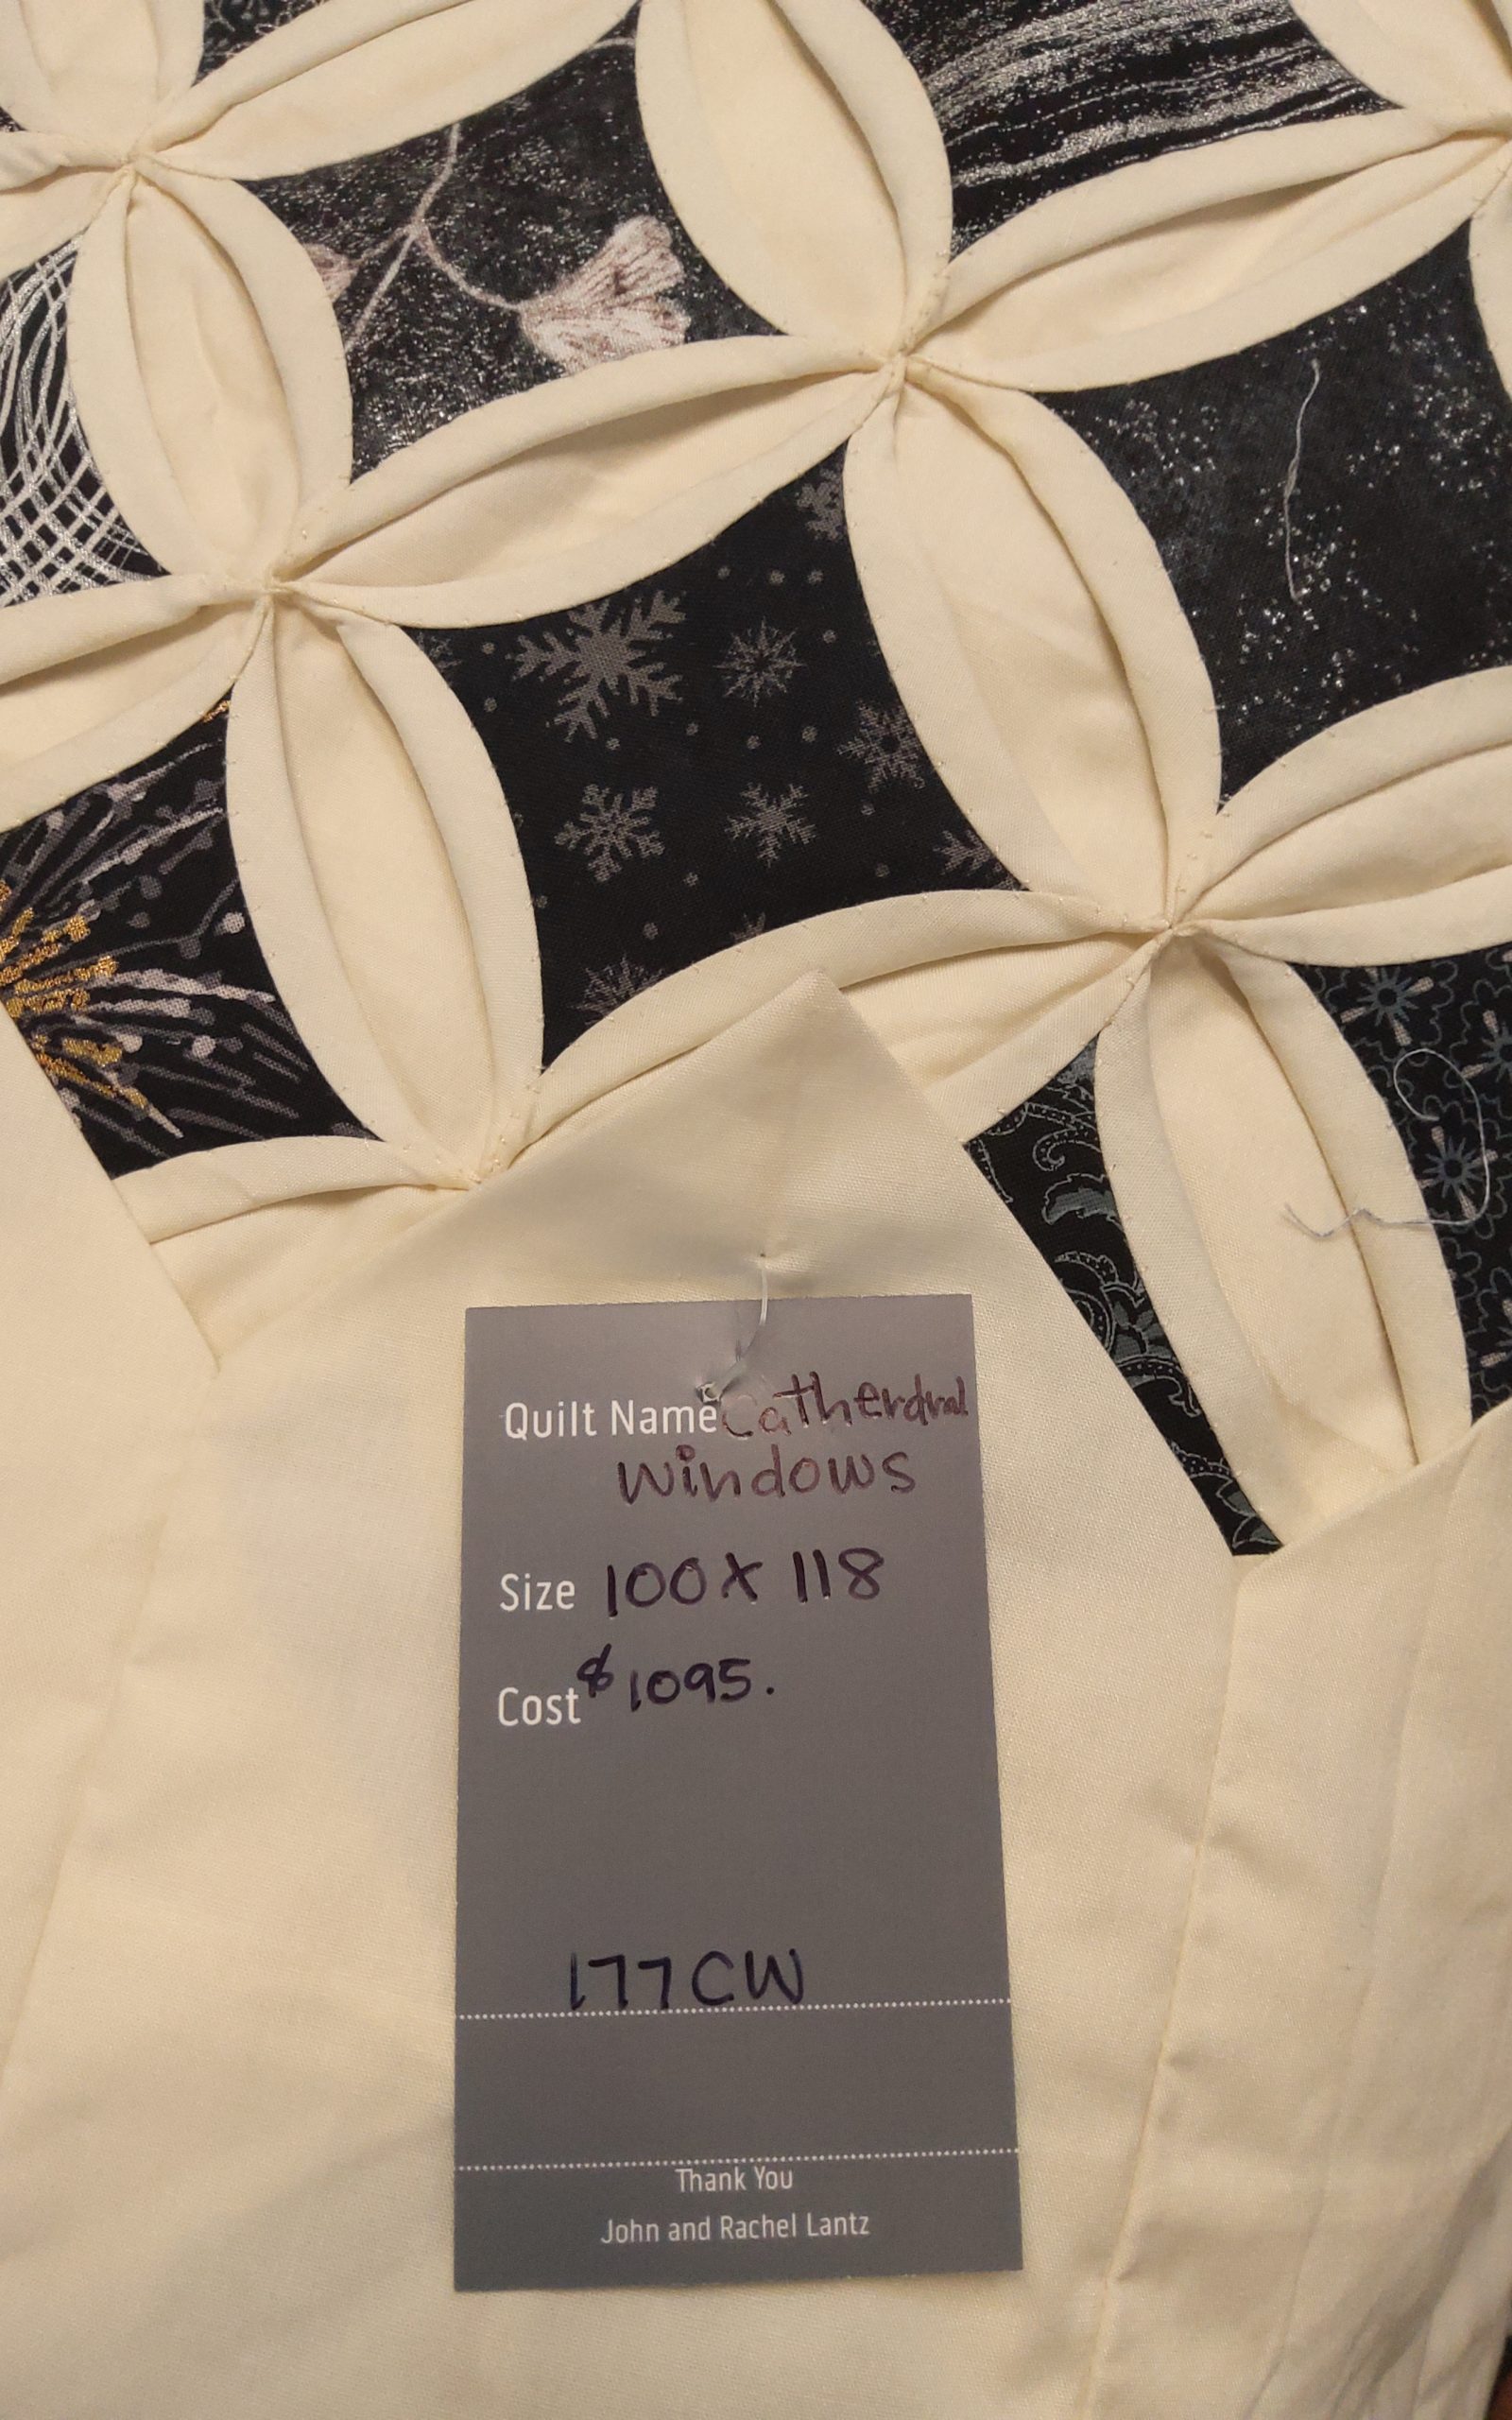 Quilt Name Catherdral
Windows
Size 100 X 118
Cost $1095.
177CW
Thank You
John and Rachel Lantz